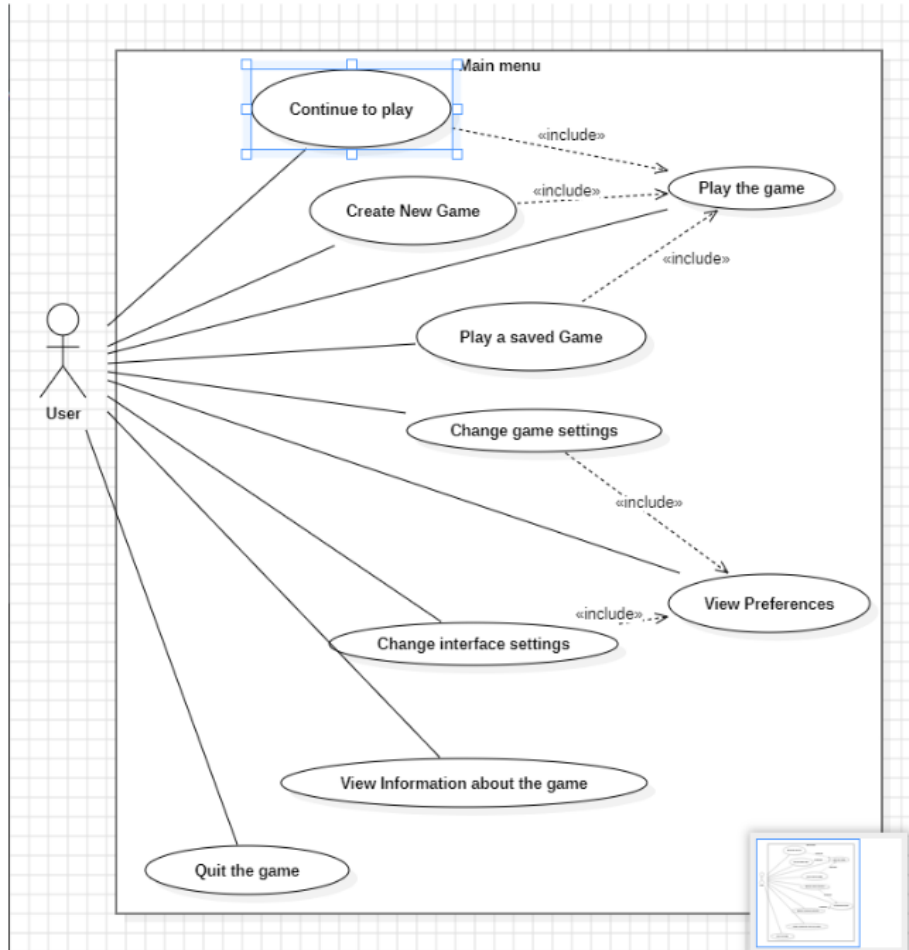 Main menu
Continue to play
«include»
Play the game
«include»
Create New Game
«include»
Play a saved Game
User
Change game settings
«include»
View Preferences
«include»
Change interface settings
View Information about the game
Quit the game